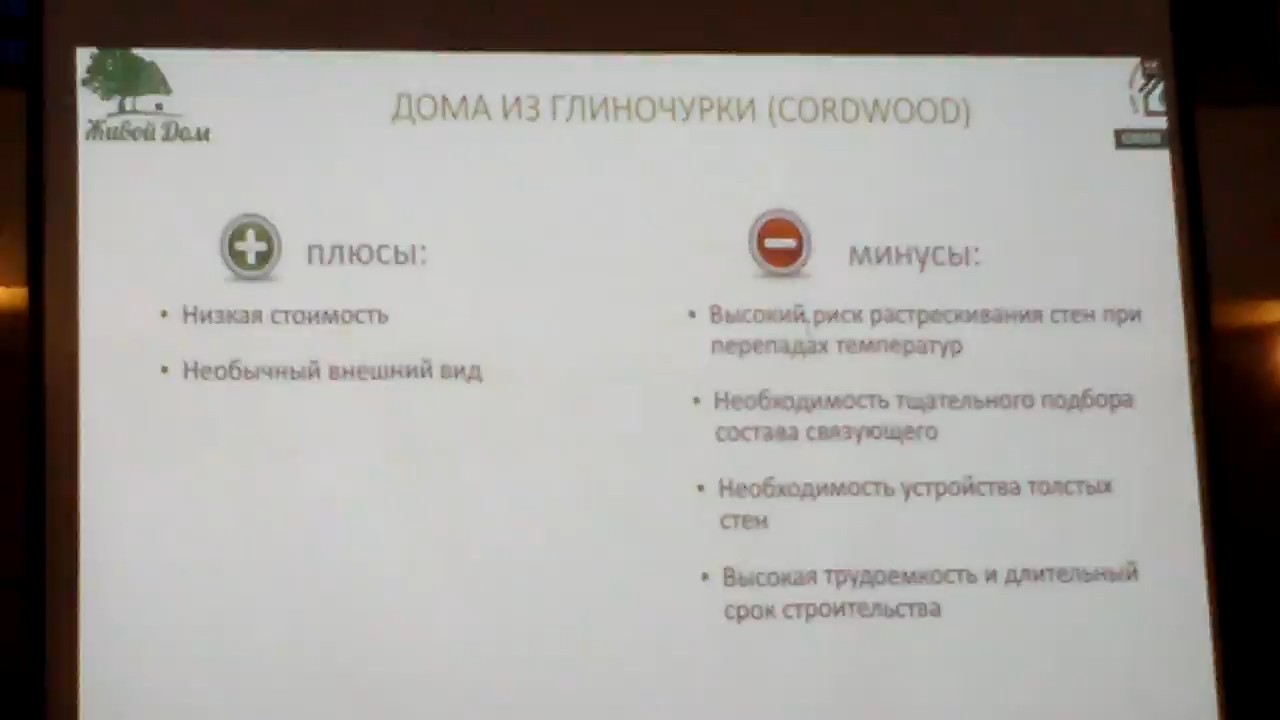 Живой Дом
ДОМА ИЗ ГЛИНОЧУРКИ (CORDWOOD)
плюсы:
• Низкая стоимость
• Необычный внешний вид
минусы:
• Высокий риск растрескивания стен при
перепадах температур
• Необходимость тщательного подбора
состава связующего
• Необходимость устройства толстых
стен
• Высокая трудоемкость и длительный
срок строительства